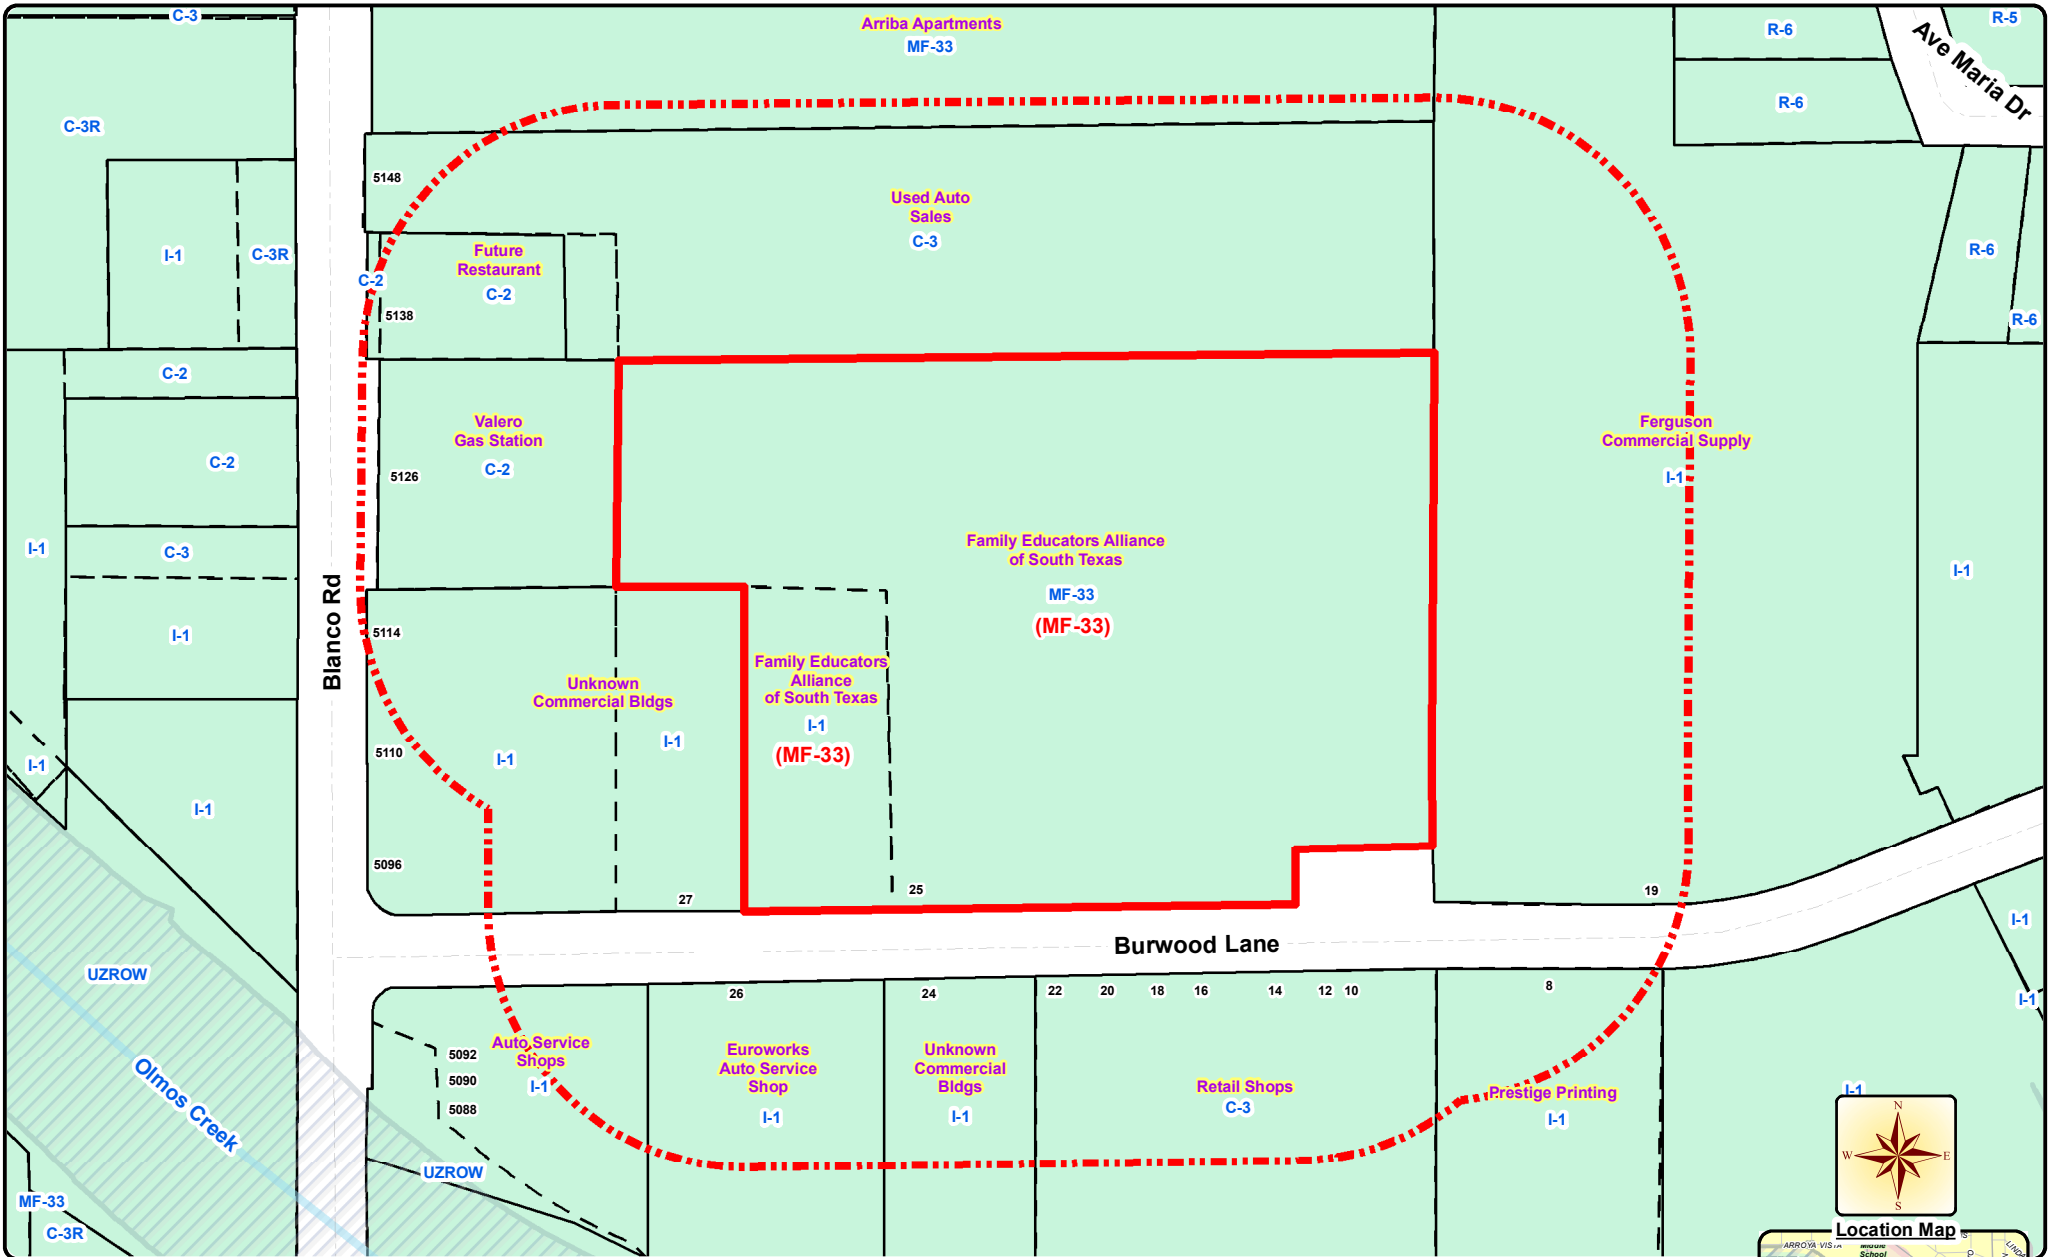 C-3
Arriba Apartments
MF-33
R-6
R-5
Ave Maria Dr
R-6
C-3R
5148
Used Auto
Sales
C-3
I-1
C-3R
Future
Restaurant
C-2
C-2
5138
R-6
R-6
C-2
Valero
Gas Station
C-2
5126
C-2
Ferguson
Commercial Supply
I-1
I-1
C-3
Family Educators Alliance
of South Texas
MF-33
(MF-33)
I-1
Blanco Rd
I-1
5114
Unknown
Commercial Bldgs
I-1
I-1
5110
Family Educators
Alliance
of South Texas
I-1
(MF-33)
I-1
I-1
5096
27
25
19
Burwood Lane
I-1
UZROW
Olmos Creek
26
24
22
20
18
16
14
12
10
8
I-1
Auto Service
Shops
I-1
5092
5090
5088
Euroworks
Auto Service
Shop
I-1
Unknown
Commercial
Bldgs
I-1
Retail Shops
C-3
Prestige Printing
I-1
I-1
UZROW
MF-33
C-3R
N
W
E
S
Location Map
ARROYA VISTA
Middle
School